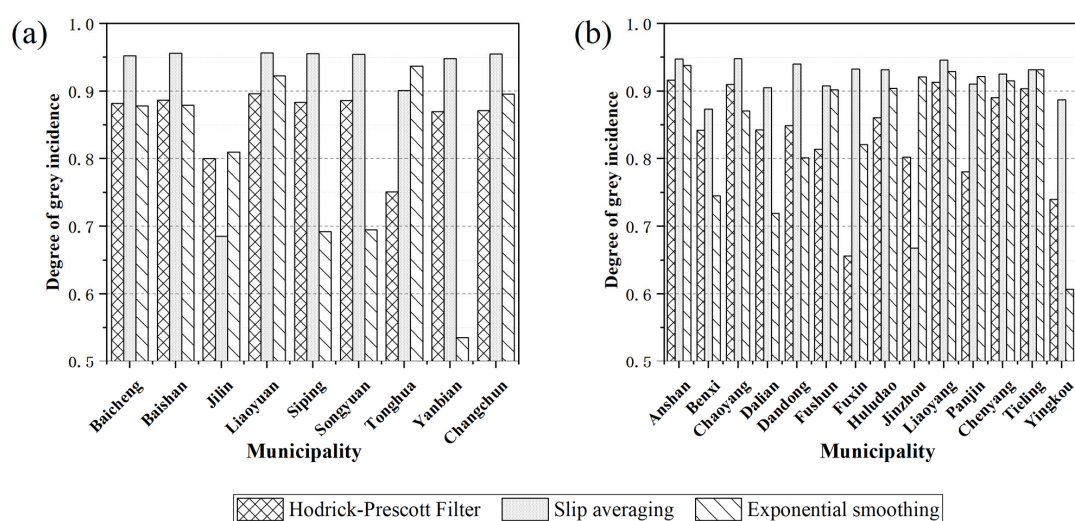 (a)
Degree of grey incidence
1.0
0.9
0.8
0.7
0.6
0.5
Baicheng
Baishan
Jilin
Liaoyuan
Siping
Songyuan
Tonghua
Yanbian
Changchun
Municipality
(b)
Degree of grey incidence
1.0
0.9
0.8
0.7
0.6
0.5
Anshan
Benxi
Chaoyang
Dalian
Dandong
Fushun
Fuxin
Huludao
Jinzhou
Liaoyang
Panjin
Chenyang
Tieling
Yingkou
Municipality
Hodrick-Prescott Filter Slip averaging Exponential smoothing